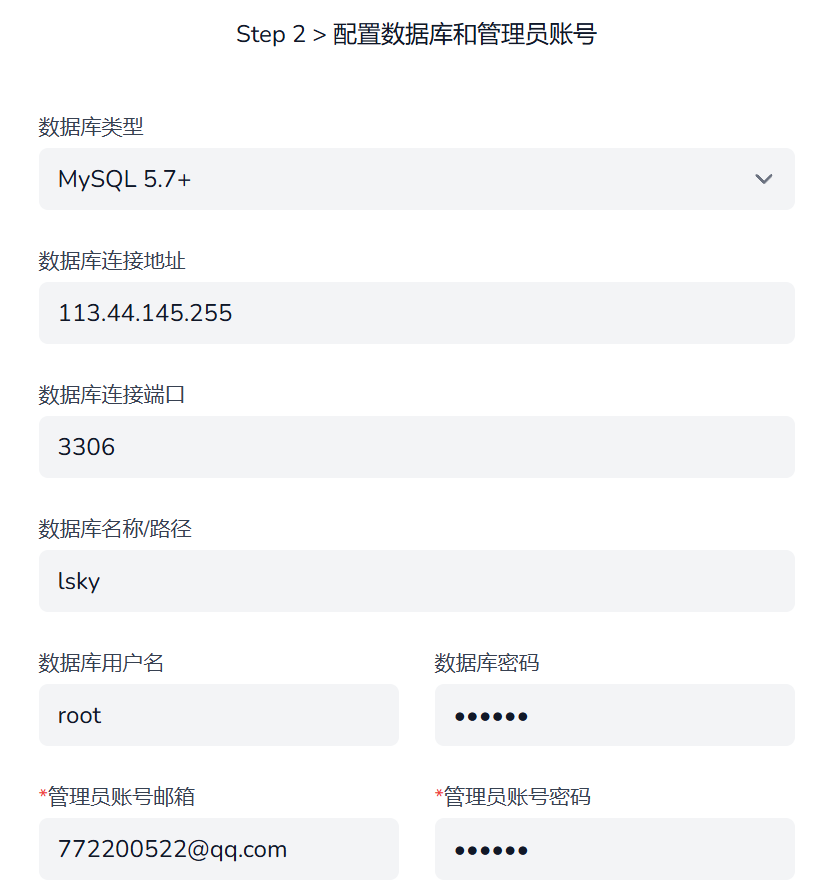 Step 2 > 配置数据库和管理员账号
数据库类型
MySQL 5.7+
数据库连接地址
113.44.145.255
数据库连接端口
3306
数据库名称/路径
lsky
数据库用户名 数据库密码
root ••••••
*管理员账号邮箱 *管理员账号密码
772200522@qq.com ••••••